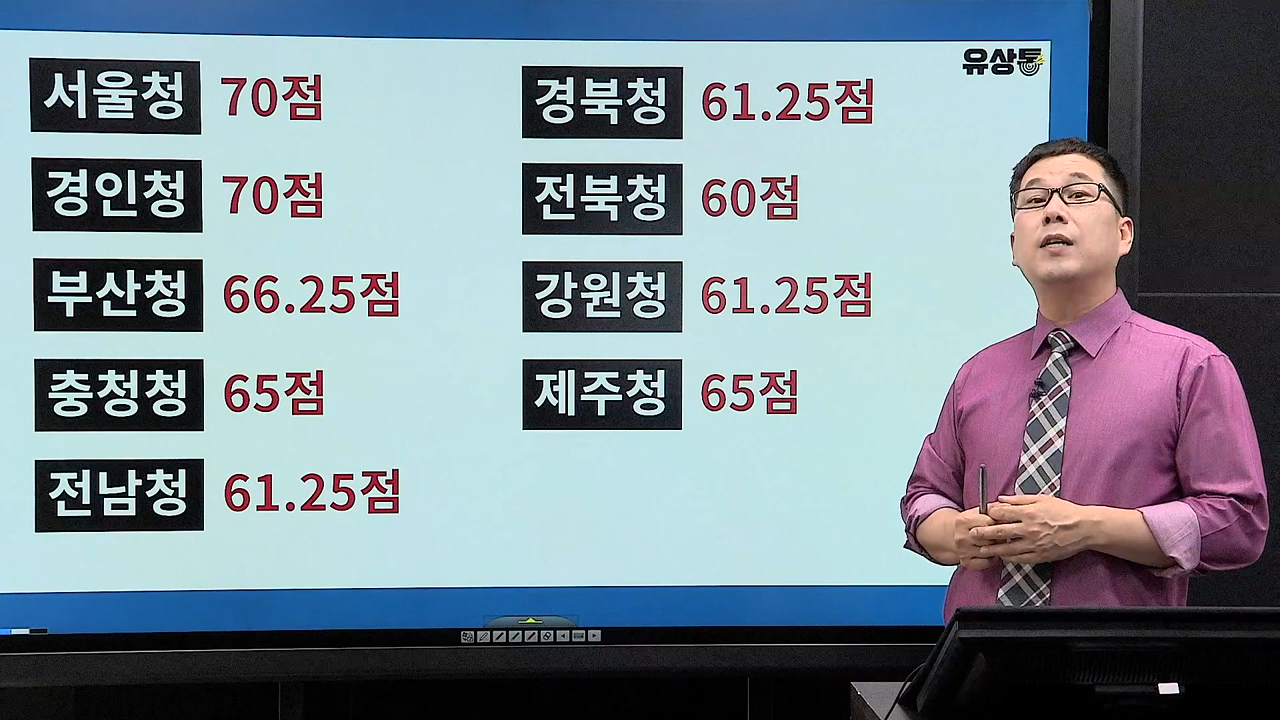 유상통
서울청 70점
경인청 70점
부산청 66.25점
충청청 65점
전남청 61.25점
경북청 61.25점
전북청 60점
강원청 61.25점
제주청 65점